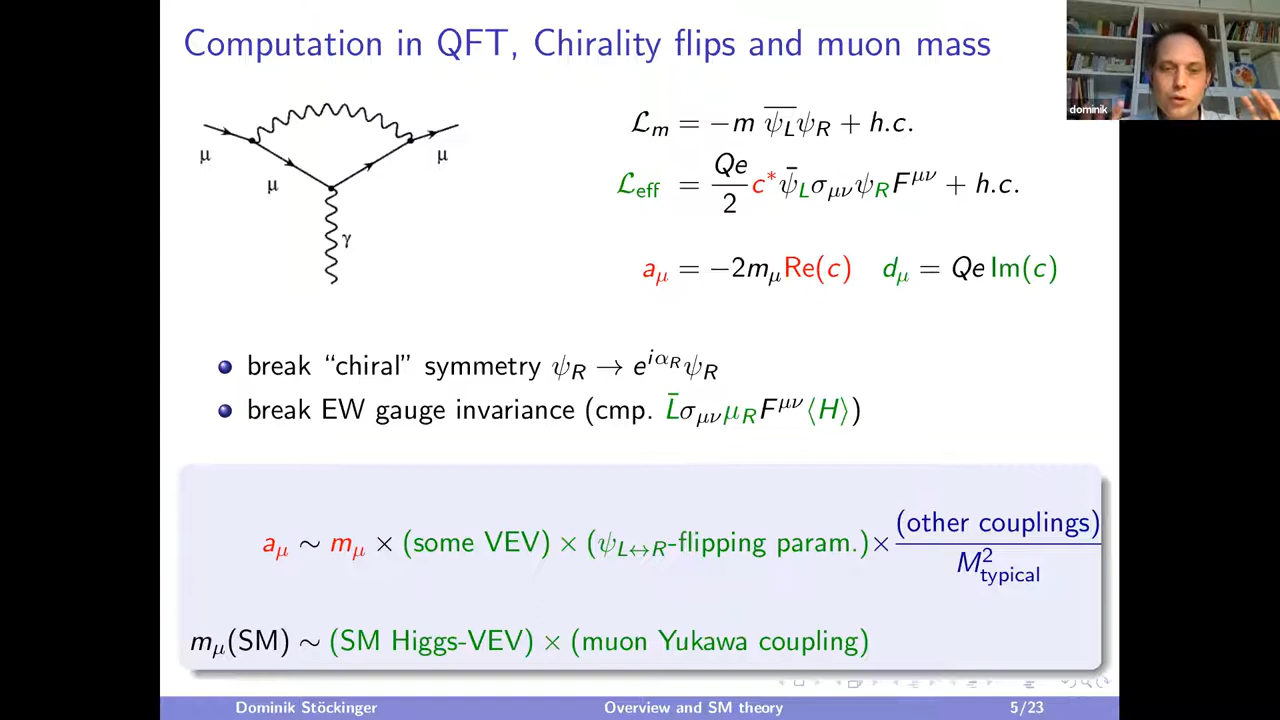 Computation in QFT, Chirality flips and muon mass
dominik
μ
μ
μ
γ
ℒₘ = −m ψ̄_L ψ_R + h.c.
ℒ_eff = Qe/2 c* ψ̄_L σ_μν ψ_R F^μν + h.c.
a_μ = −2m_μ Re(c) d_μ = Qe Im(c)
break “chiral” symmetry ψ_R → e^{iα_R} ψ_R
break EW gauge invariance (cmp. L̄σ_μν μ_R F^μν ⟨H⟩)
a_μ ∼ m_μ × (some VEV) × (ψ_{L↔R}-flipping param.) × (other couplings) / M²_typical
m_μ(SM) ∼ (SM Higgs-VEV) × (muon Yukawa coupling)
Dominik Stöckinger Overview and SM theory 5/23